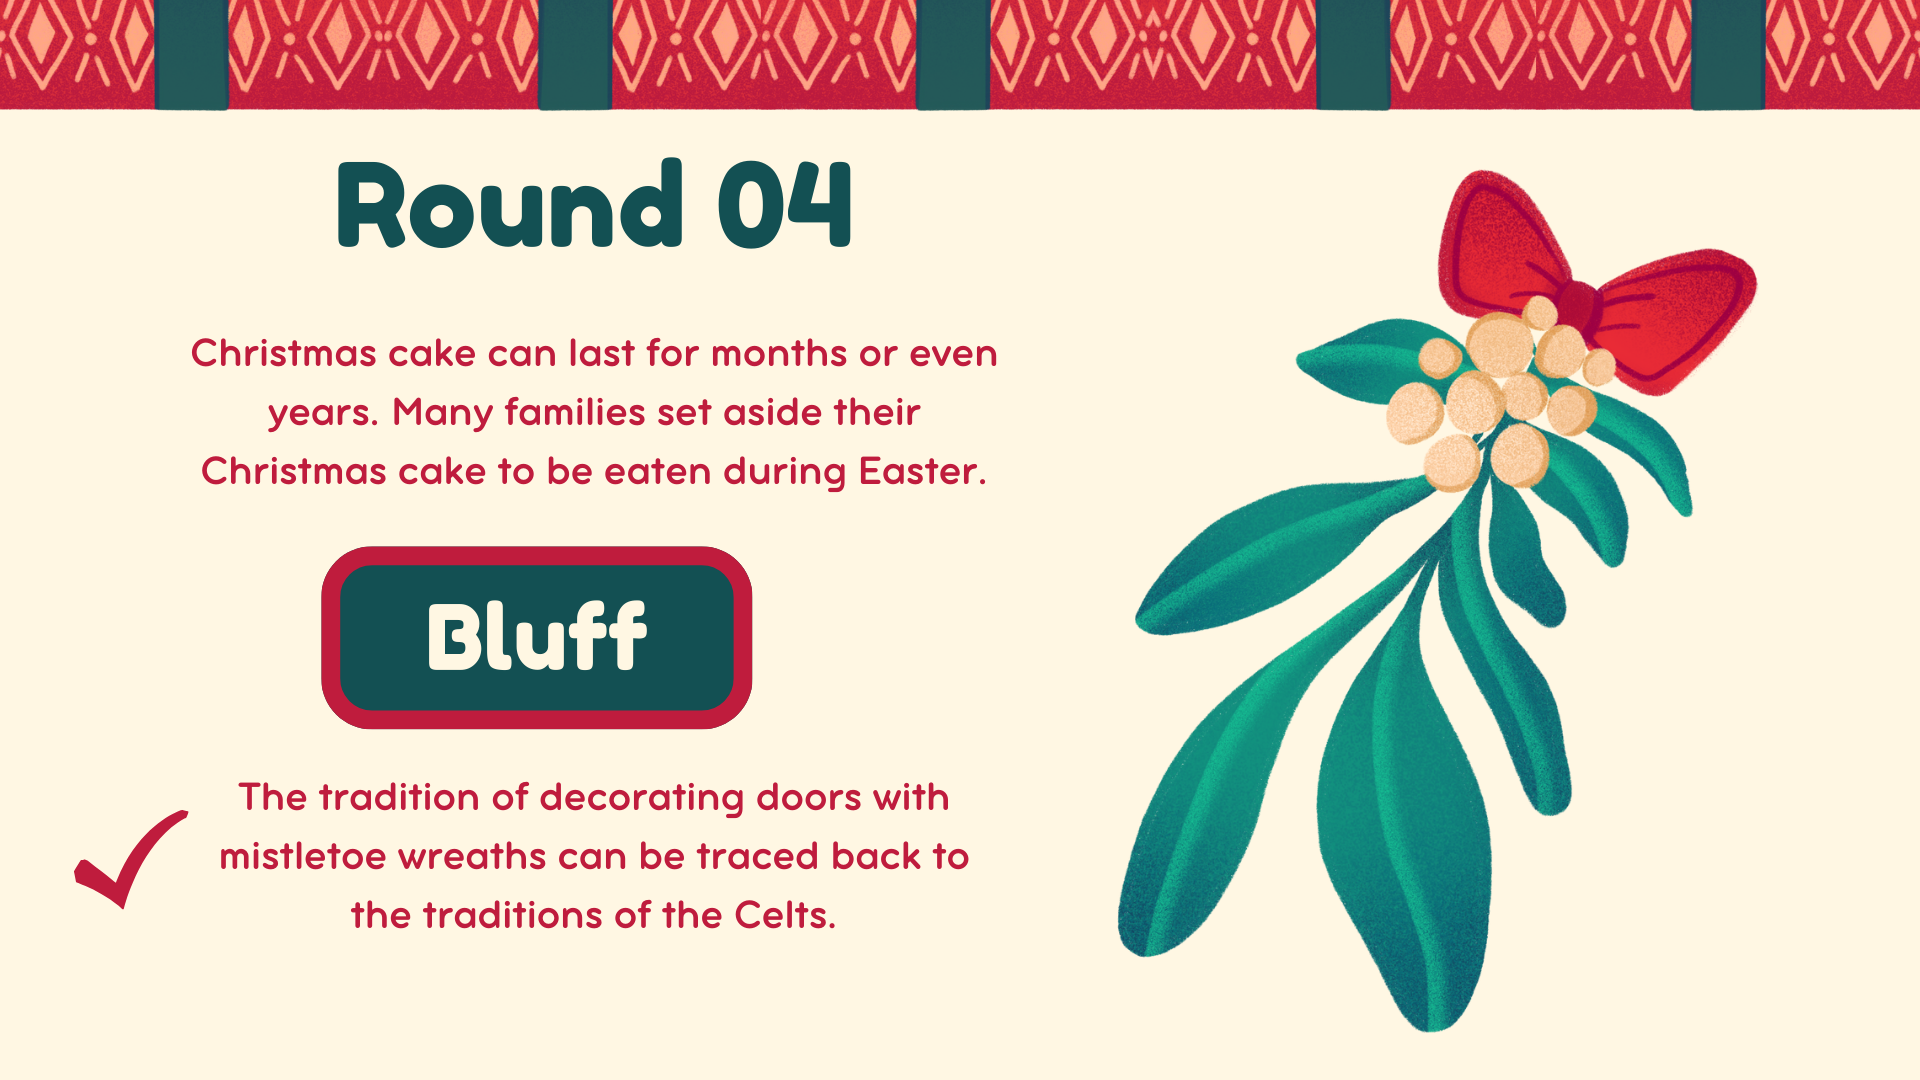 Round 04
Christmas cake can last for months or even
years. Many families set aside their
Christmas cake to be eaten during Easter.
Bluff
The tradition of decorating doors with
mistletoe wreaths can be traced back to
the traditions of the Celts.